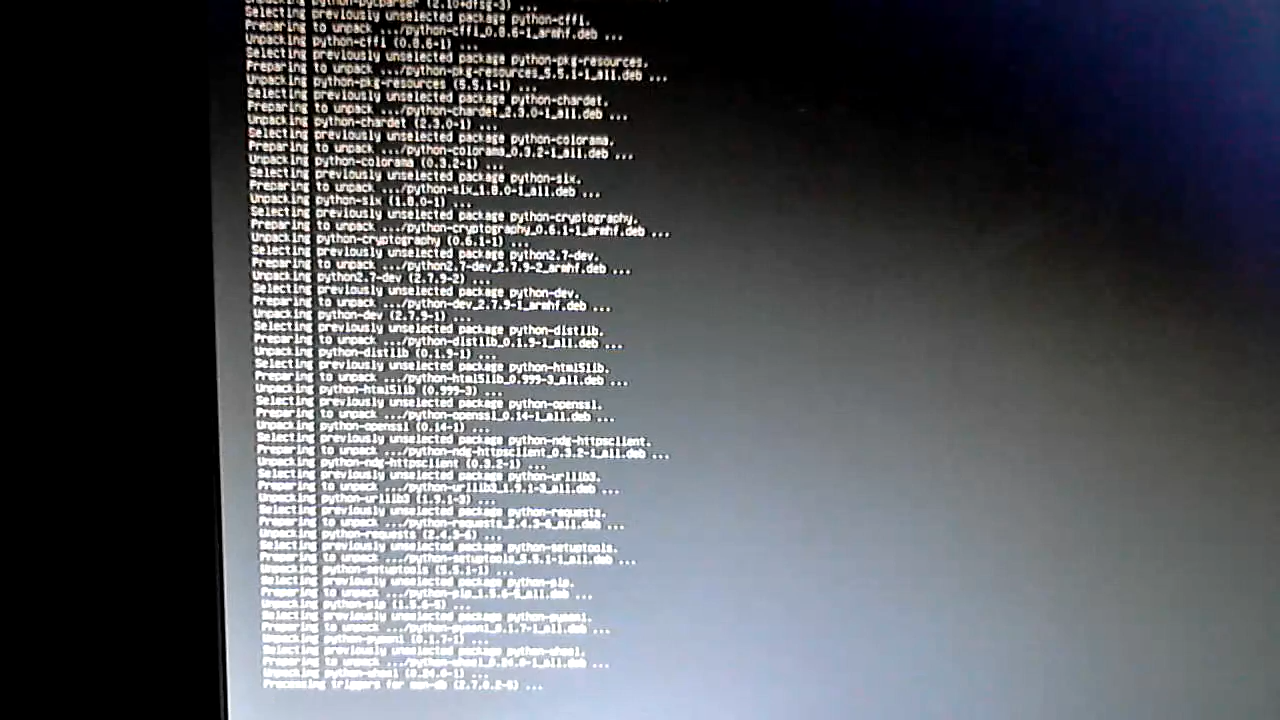 Unpacking python-pycparser (2.10+dfsg-3) ...
Selecting previously unselected package python-cffi.
Preparing to unpack .../python-cffi_0.8.6-1_armhf.deb ...
Unpacking python-cffi (0.8.6-1) ...
Selecting previously unselected package python-pkg-resources.
Preparing to unpack .../python-pkg-resources_5.5.1-1_all.deb ...
Unpacking python-pkg-resources (5.5.1-1) ...
Selecting previously unselected package python-chardet.
Preparing to unpack .../python-chardet_2.3.0-1_all.deb ...
Unpacking python-chardet (2.3.0-1) ...
Selecting previously unselected package python-colorama.
Preparing to unpack .../python-colorama_0.3.2-1_all.deb ...
Unpacking python-colorama (0.3.2-1) ...
Selecting previously unselected package python-six.
Preparing to unpack .../python-six_1.8.0-1_all.deb ...
Unpacking python-six (1.8.0-1) ...
Selecting previously unselected package python-cryptography.
Preparing to unpack .../python-cryptography_0.6.1-1_armhf.deb ...
Unpacking python-cryptography (0.6.1-1) ...
Selecting previously unselected package python2.7-dev.
Preparing to unpack .../python2.7-dev_2.7.9-2_armhf.deb ...
Unpacking python2.7-dev (2.7.9-2) ...
Selecting previously unselected package python-dev.
Preparing to unpack .../python-dev_2.7.9-1_armhf.deb ...
Unpacking python-dev (2.7.9-1) ...
Selecting previously unselected package python-distlib.
Preparing to unpack .../python-distlib_0.1.9-1_all.deb ...
Unpacking python-distlib (0.1.9-1) ...
Selecting previously unselected package python-html5lib.
Preparing to unpack .../python-html5lib_0.999-3_all.deb ...
Unpacking python-html5lib (0.999-3) ...
Selecting previously unselected package python-openssl.
Preparing to unpack .../python-openssl_0.14-1_all.deb ...
Unpacking python-openssl (0.14-1) ...
Selecting previously unselected package python-ndg-httpsclient.
Preparing to unpack .../python-ndg-httpsclient_0.3.2-1_all.deb ...
Unpacking python-ndg-httpsclient (0.3.2-1) ...
Selecting previously unselected package python-urllib3.
Preparing to unpack .../python-urllib3_1.9.1-3_all.deb ...
Unpacking python-urllib3 (1.9.1-3) ...
Selecting previously unselected package python-requests.
Preparing to unpack .../python-requests_2.4.3-6_all.deb ...
Unpacking python-requests (2.4.3-6) ...
Selecting previously unselected package python-setuptools.
Preparing to unpack .../python-setuptools_5.5.1-1_all.deb ...
Unpacking python-setuptools (5.5.1-1) ...
Selecting previously unselected package python-pip.
Preparing to unpack .../python-pip_1.5.6-5_all.deb ...
Unpacking python-pip (1.5.6-5) ...
Selecting previously unselected package
Preparing to unpack
Unpacking
Selecting previously unselected package python-wheel.
Preparing to unpack .../python-wheel_0.24.0-1_all.deb ...
Unpacking python-wheel (0.24.0-1) ...
Processing triggers for man-db (2.7.0.2-5) ...